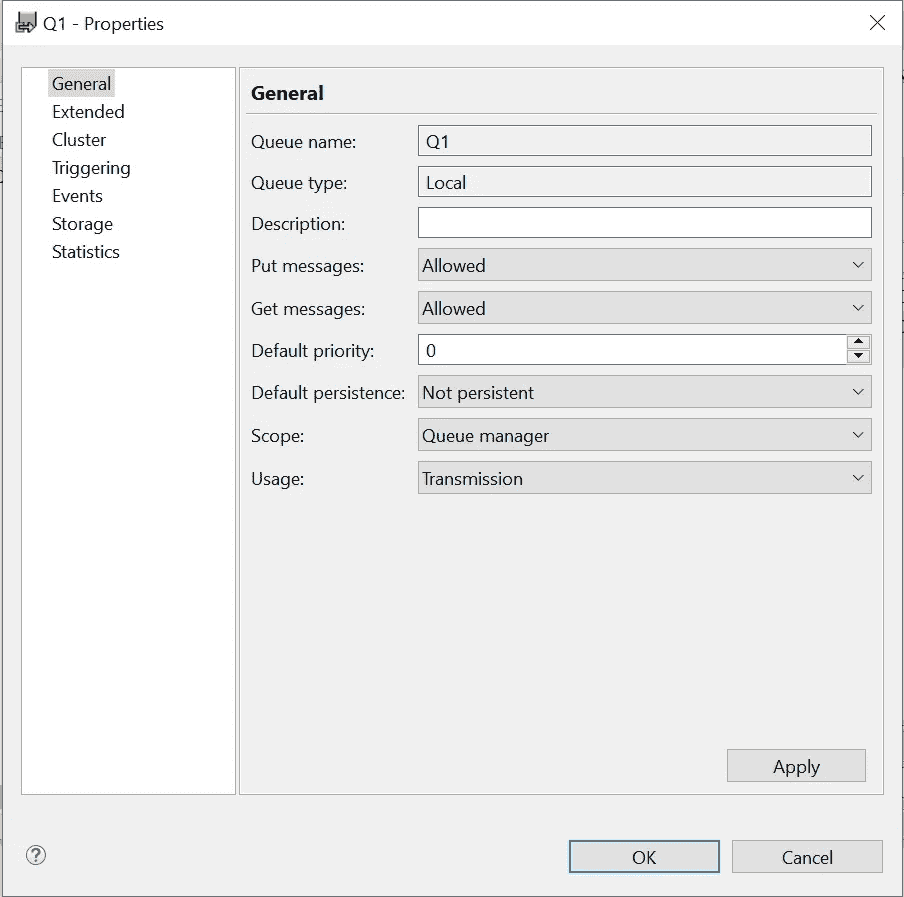 Q1 - Properties
General
Extended
Cluster
Triggering
Events
Storage
Statistics
General
Queue name: Q1
Queue type: Local
Description:
Put messages: Allowed
Get messages: Allowed
Default priority: 0
Default persistence: Not persistent
Scope: Queue manager
Usage: Transmission
Apply
?
OK Cancel